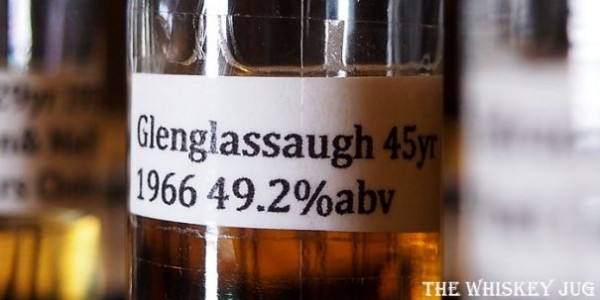 Glenglassaugh 45yr
1966 49.2%abv
THE WHISKEY JUG